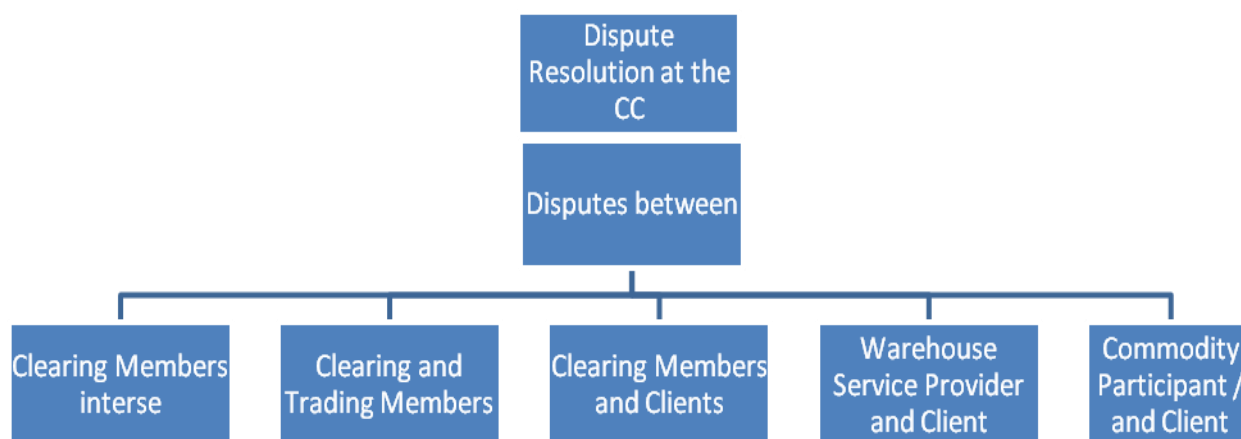 Dispute
Resolution at the
CC
Disputes between
Clearing Members
interse
Clearing and
Trading Members
Clearing Members
and Clients
Warehouse
Service Provider
and Client
Commodity
Participant /
and Client